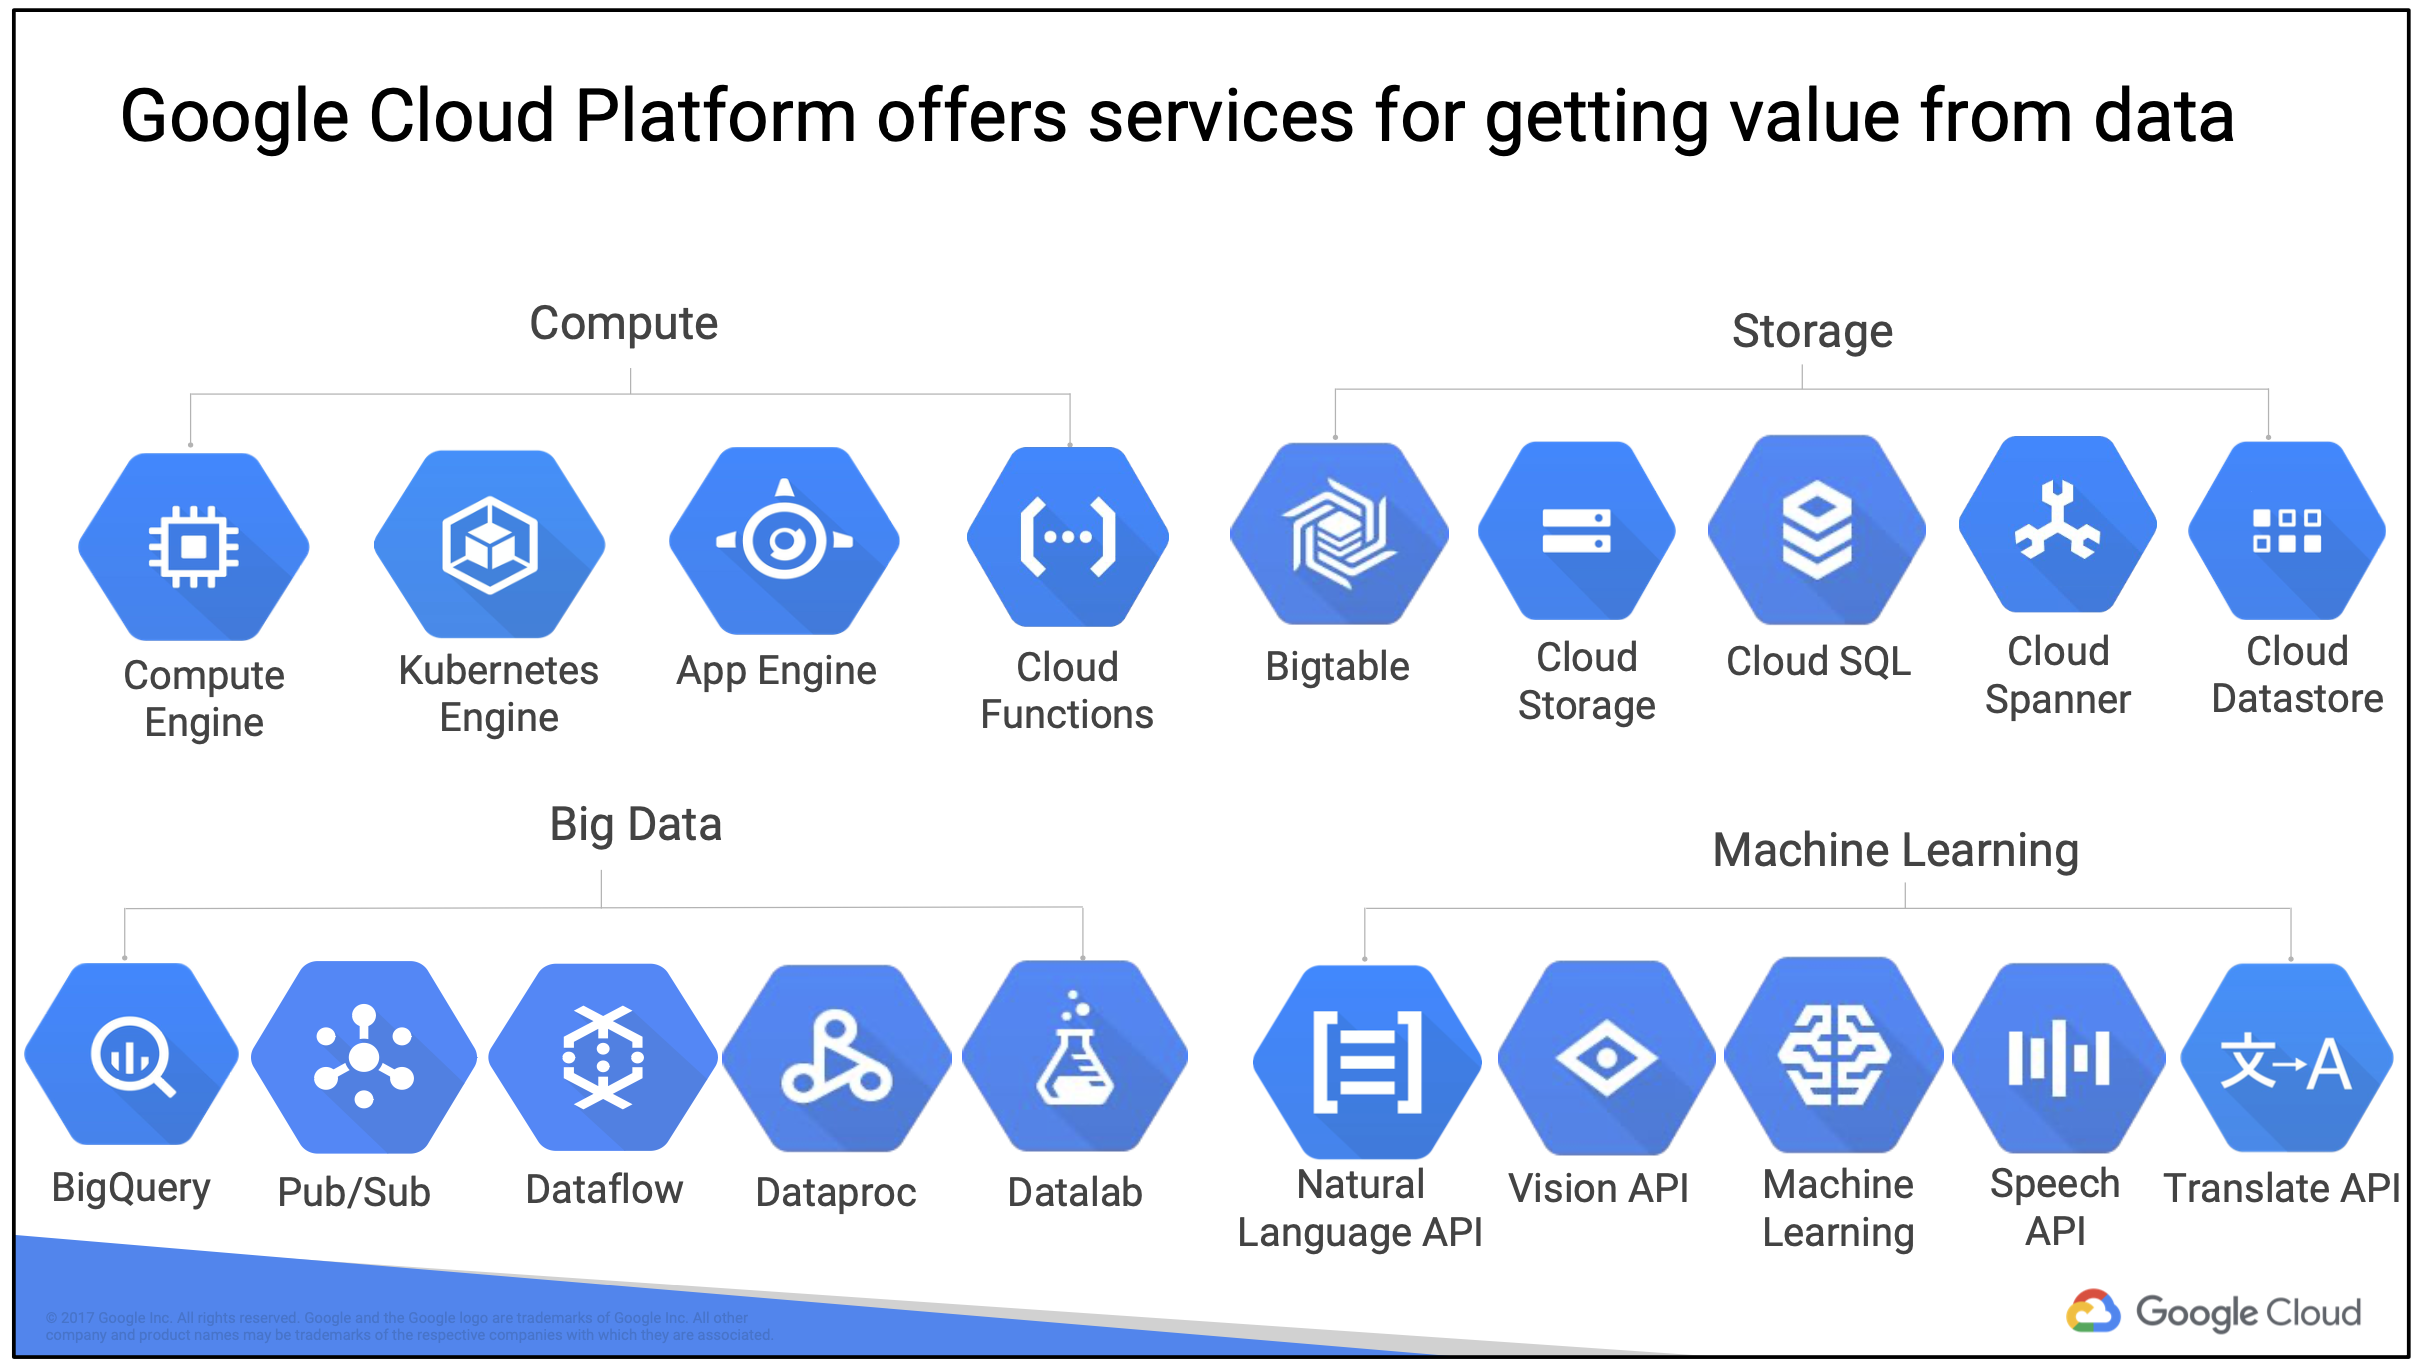 Google Cloud Platform offers services for getting value from data
Compute
Compute
Engine
Kubernetes
Engine
App Engine
Cloud
Functions
Storage
Bigtable
Cloud
Storage
Cloud SQL
Cloud
Spanner
Cloud
Datastore
Big Data
BigQuery
Pub/Sub
Dataflow
Dataproc
Datalab
Machine Learning
Natural
Language API
Vision API
Machine
Learning
Speech
API
文→A
Translate API
© 2017 Google Inc. All rights reserved. Google and the Google logo are trademarks of Google Inc. All other
company and product names may be trademarks of the respective companies with which they are associated.
Google Cloud